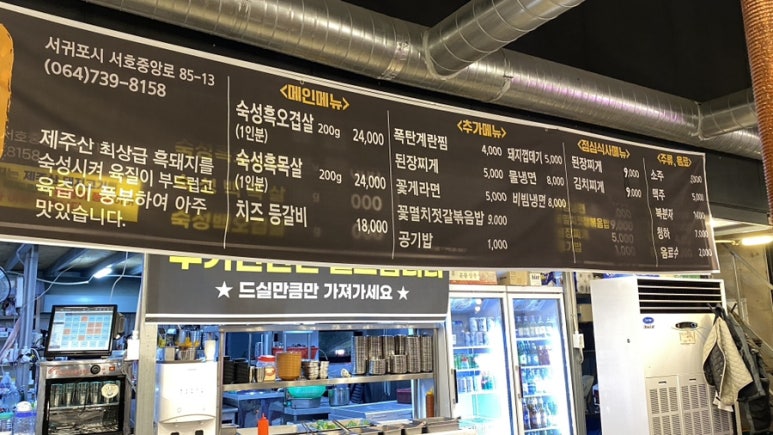 서귀포시 서호중앙로 85-13
(064)739-8158
제주산 최상급 흑돼지를
숙성시켜 육질이 부드럽고
육즙이 풍부하여 아주
맛있습니다.
<메인메뉴>
숙성흑오겹살 200g 24,000
(1인분)
숙성흑목살 200g 24,000
(1인분)
치즈 등갈비 18,000
<추가메뉴>
폭탄계란찜 4,000
된장찌개 5,000
꽃게라면 5,000
꽃멸치젓갈볶음밥 9,000
공기밥 1,000
돼지껍데기 5,000
물냉면 8,000
비빔냉면 8,000
<점심식사메뉴>
된장찌개 9,000
김치찌개 9,000
<주류, 음료>
소주
맥주
복분자
청하
음료수
★ 드실만큼만 가져가세요 ★